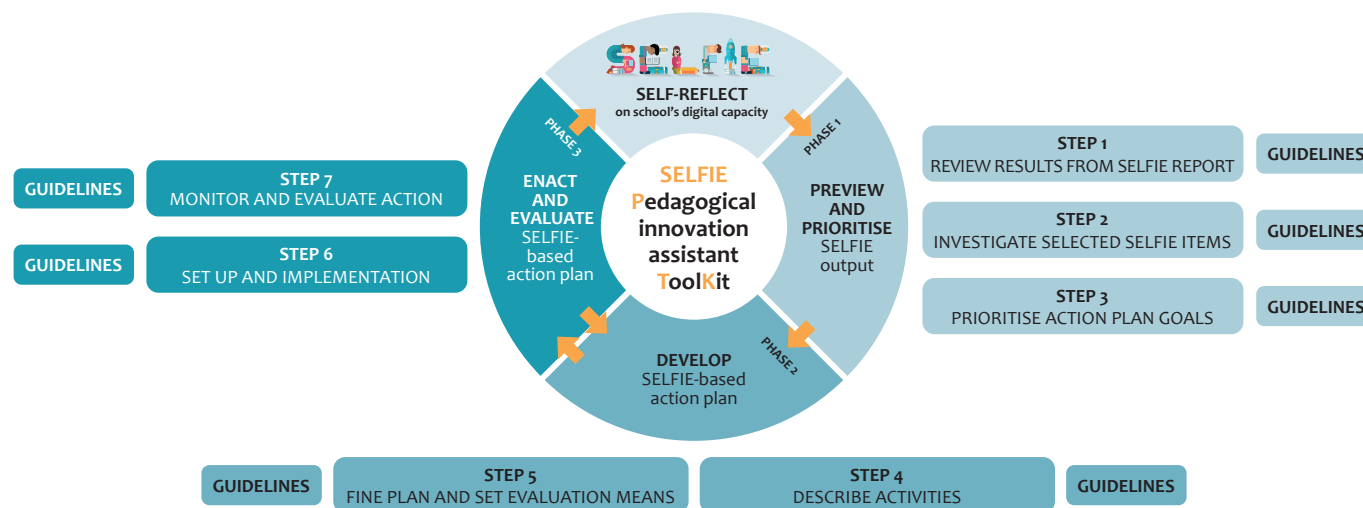 SELFIE
SELF-REFLECT
on school's digital capacity
PHASE 1
PREVIEW
AND
PRIORITISE
SELFIE
output
STEP 1
REVIEW RESULTS FROM SELFIE REPORT
GUIDELINES
STEP 2
INVESTIGATE SELECTED SELFIE ITEMS
GUIDELINES
STEP 3
PRIORITISE ACTION PLAN GOALS
GUIDELINES
PHASE 2
DEVELOP
SELFIE-based
action plan
STEP 4
DESCRIBE ACTIVITIES
GUIDELINES
STEP 5
FINE PLAN AND SET EVALUATION MEANS
GUIDELINES
PHASE 3
ENACT
AND
EVALUATE
SELFIE-
based
action plan
STEP 6
SET UP AND IMPLEMENTATION
GUIDELINES
STEP 7
MONITOR AND EVALUATE ACTION
GUIDELINES
SELFIE
Pedagogical
innovation
assistant
ToolKit